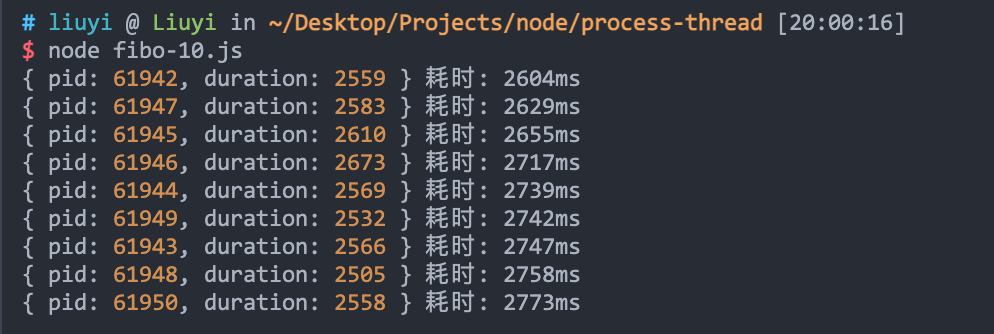 # liuyi @ Liuyi in ~/Desktop/Projects/node/process-thread [20:00:16]
$ node fibo-10.js
{ pid: 61942, duration: 2559 } 耗时: 2604ms
{ pid: 61947, duration: 2583 } 耗时: 2629ms
{ pid: 61945, duration: 2610 } 耗时: 2655ms
{ pid: 61946, duration: 2673 } 耗时: 2717ms
{ pid: 61944, duration: 2569 } 耗时: 2739ms
{ pid: 61949, duration: 2532 } 耗时: 2742ms
{ pid: 61943, duration: 2566 } 耗时: 2747ms
{ pid: 61948, duration: 2505 } 耗时: 2758ms
{ pid: 61950, duration: 2558 } 耗时: 2773ms